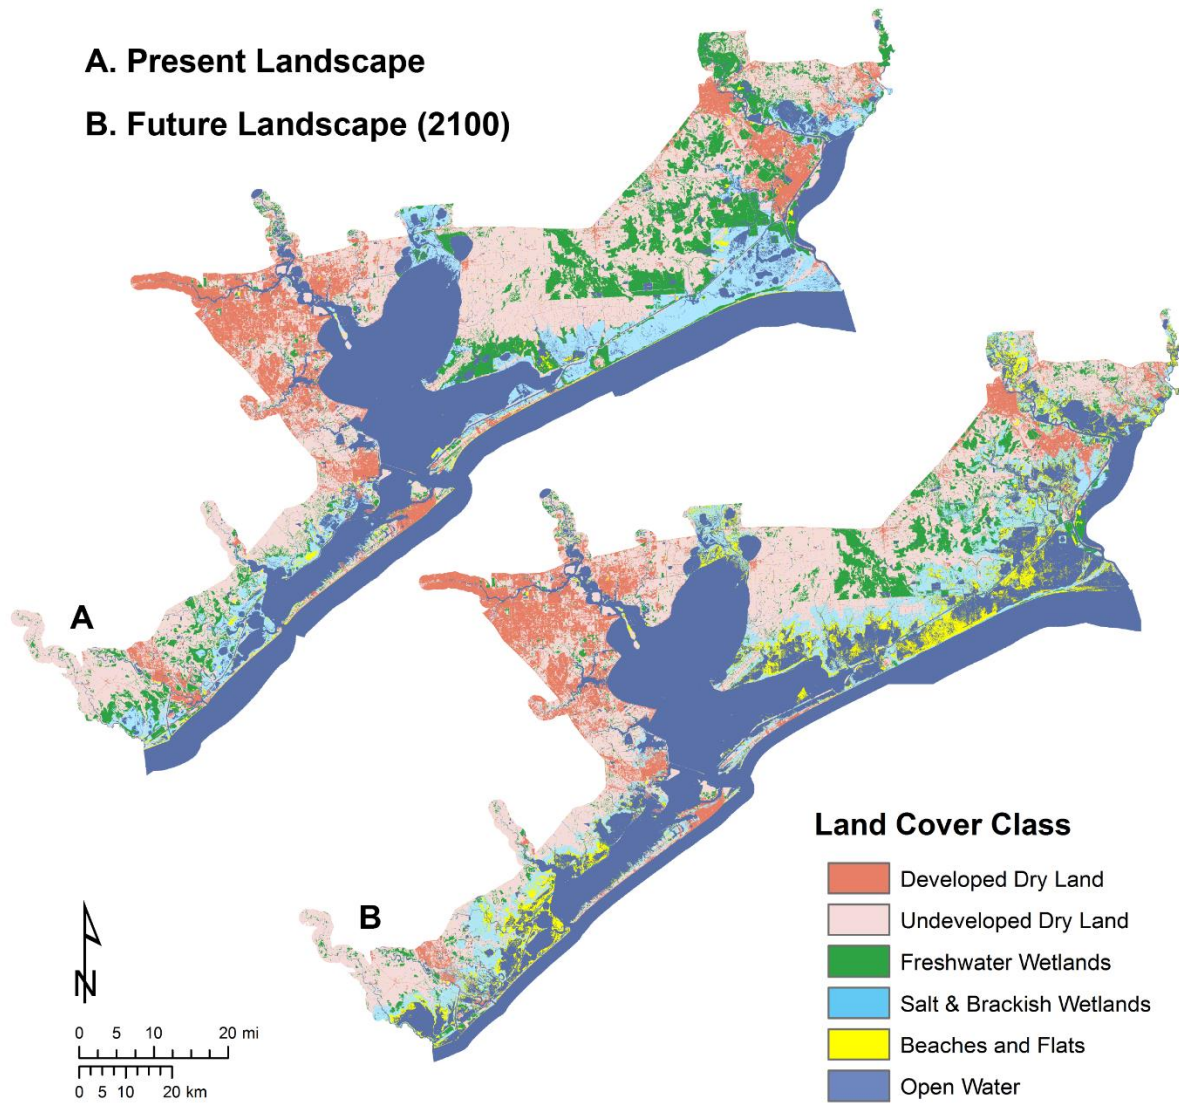 A. Present Landscape
B. Future Landscape (2100)
A
B
Land Cover Class
Developed Dry Land
Undeveloped Dry Land
Freshwater Wetlands
Salt & Brackish Wetlands
Beaches and Flats
Open Water
N
0 5 10 20 mi
0 5 10 20 km